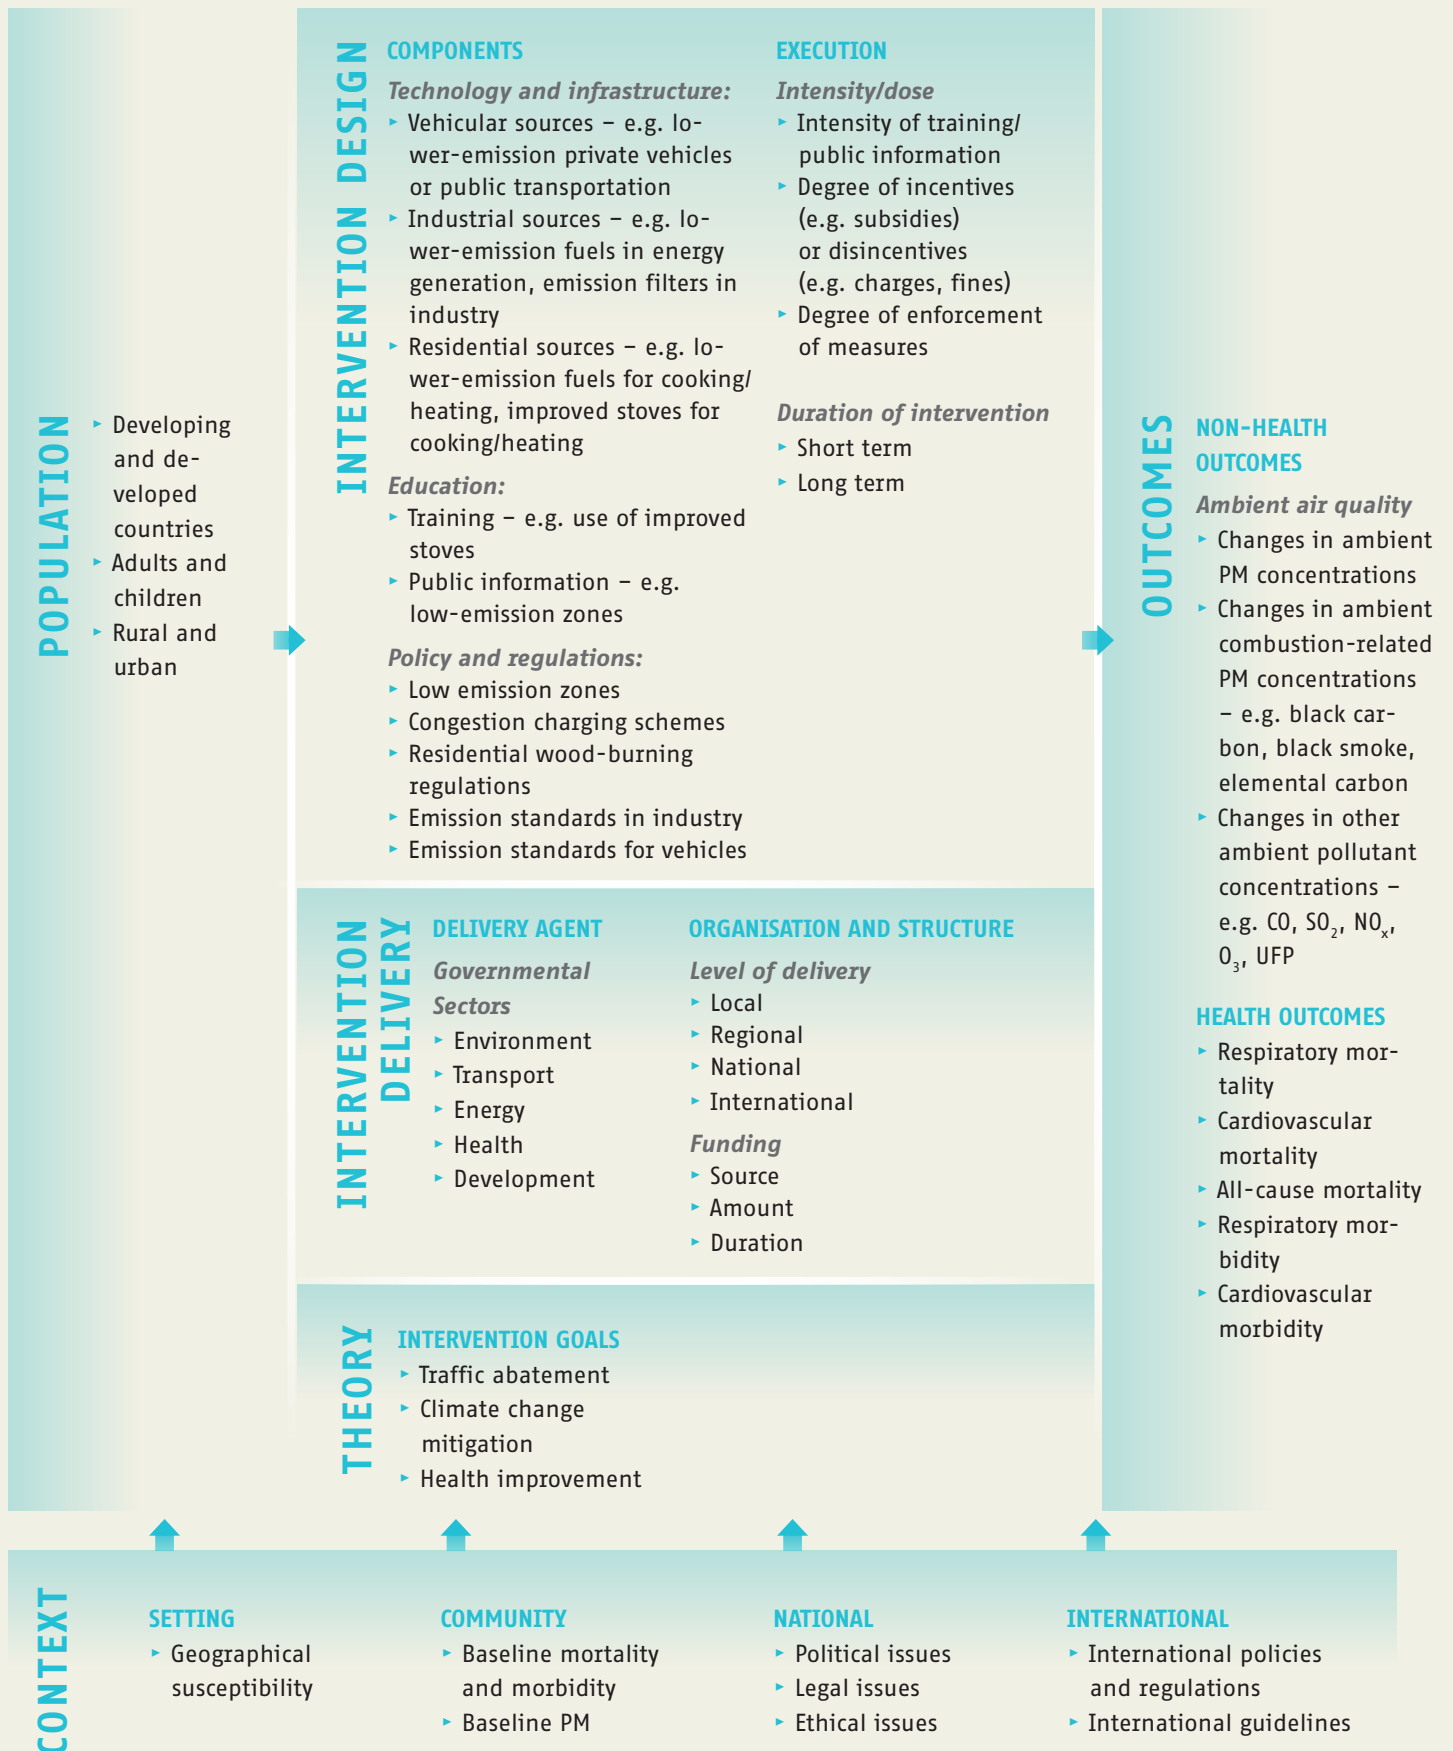 POPULATION
▸ Developing
and de-
veloped
countries
▸ Adults and
children
▸ Rural and
urban
INTERVENTION DESIGN
COMPONENTS
Technology and infrastructure:
▸ Vehicular sources – e.g. lo-
wer-emission private vehicles
or public transportation
▸ Industrial sources – e.g. lo-
wer-emission fuels in energy
generation, emission filters in
industry
▸ Residential sources – e.g. lo-
wer-emission fuels for cooking/
heating, improved stoves for
cooking/heating
Education:
▸ Training – e.g. use of improved
stoves
▸ Public information – e.g.
low-emission zones
Policy and regulations:
▸ Low emission zones
▸ Congestion charging schemes
▸ Residential wood-burning
regulations
▸ Emission standards in industry
▸ Emission standards for vehicles
EXECUTION
Intensity/dose
▸ Intensity of training/
public information
▸ Degree of incentives
(e.g. subsidies)
or disincentives
(e.g. charges, fines)
▸ Degree of enforcement
of measures
Duration of intervention
▸ Short term
▸ Long term
INTERVENTION
DELIVERY
DELIVERY AGENT
Governmental
Sectors
▸ Environment
▸ Transport
▸ Energy
▸ Health
▸ Development
ORGANISATION AND STRUCTURE
Level of delivery
▸ Local
▸ Regional
▸ National
▸ International
Funding
▸ Source
▸ Amount
▸ Duration
THEORY
INTERVENTION GOALS
▸ Traffic abatement
▸ Climate change
mitigation
▸ Health improvement
OUTCOMES
NON-HEALTH
OUTCOMES
Ambient air quality
▸ Changes in ambient
PM concentrations
▸ Changes in ambient
combustion-related
PM concentrations
– e.g. black car-
bon, black smoke,
elemental carbon
▸ Changes in other
ambient pollutant
concentrations –
e.g. CO, SO₂, NOₓ,
O₃, UFP
HEALTH OUTCOMES
▸ Respiratory mor-
tality
▸ Cardiovascular
mortality
▸ All-cause mortality
▸ Respiratory mor-
bidity
▸ Cardiovascular
morbidity
CONTEXT
SETTING
▸ Geographical
susceptibility
COMMUNITY
▸ Baseline mortality
and morbidity
▸ Baseline PM
NATIONAL
▸ Political issues
▸ Legal issues
▸ Ethical issues
INTERNATIONAL
▸ International policies
and regulations
▸ International guidelines